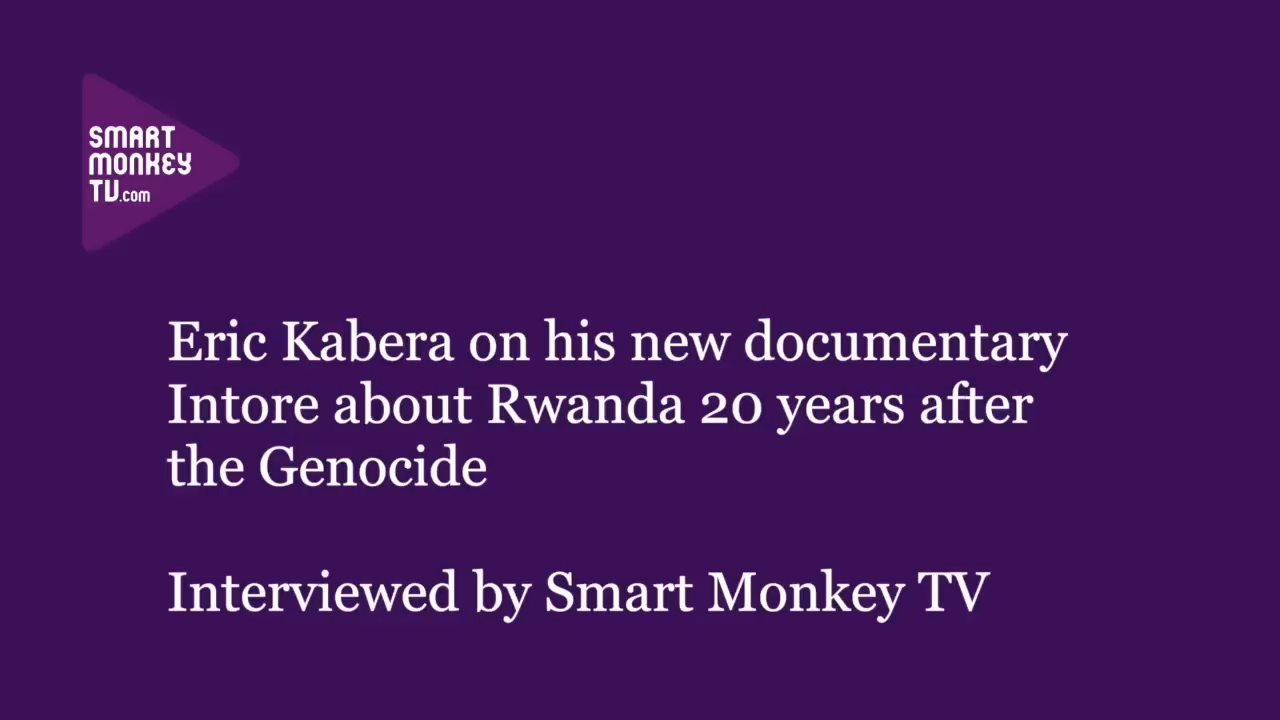 SMART
MONKEY
TV.com
Eric Kabera on his new documentary
Intore about Rwanda 20 years after
the Genocide
Interviewed by Smart Monkey TV